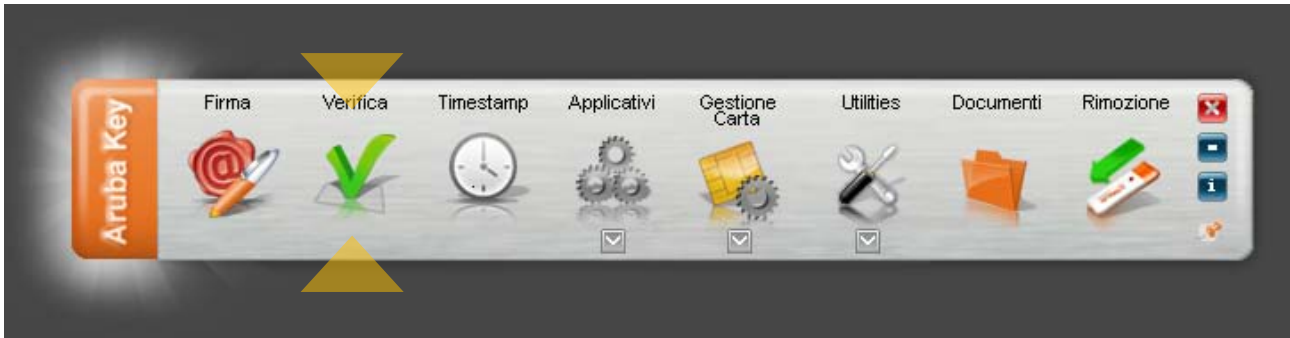 Aruba Key
Firma
Verifica
Timestamp
Applicativi
Gestione
Carta
Utilities
Documenti
Rimozione